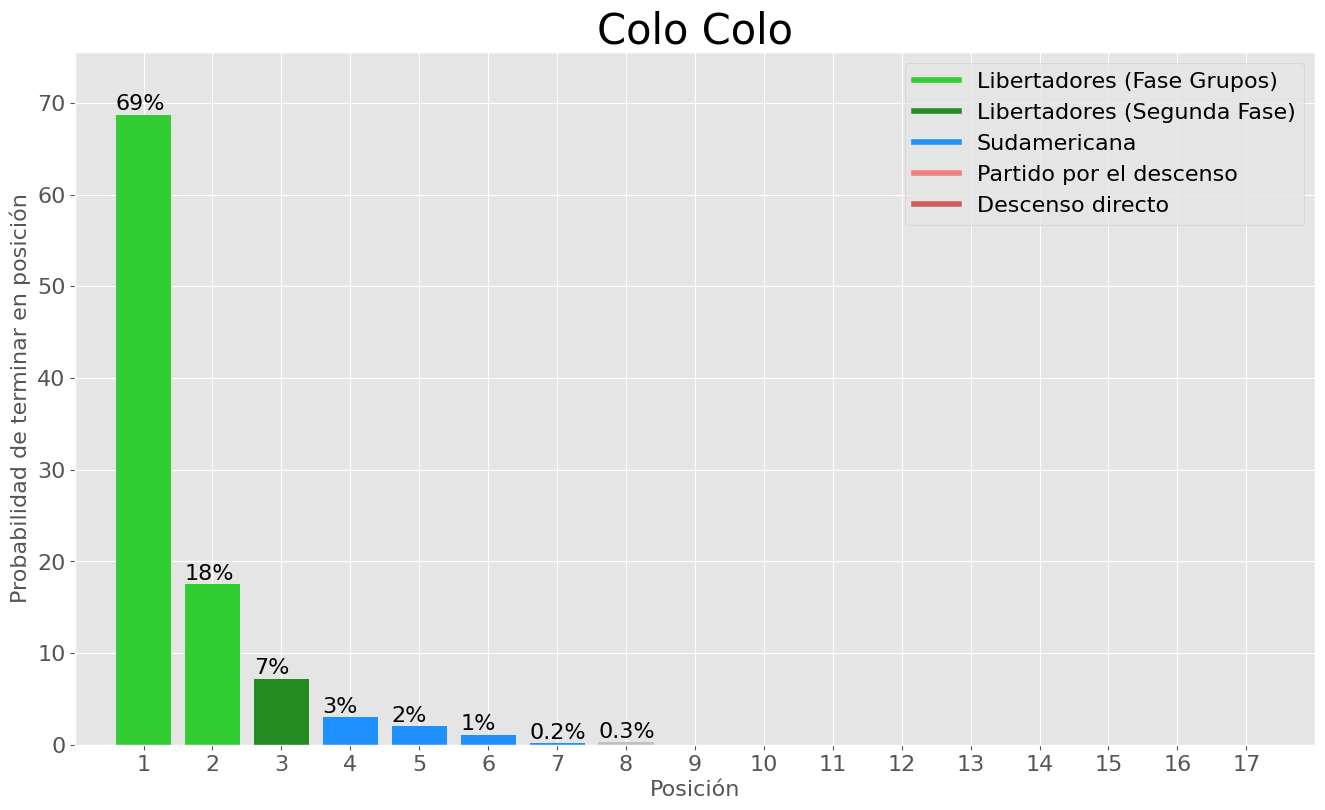 Colo Colo
Libertadores (Fase Grupos)
Libertadores (Segunda Fase)
Sudamericana
Partido por el descenso
Descenso directo
Probabilidad de terminar en posición
70
60
50
40
30
20
10
0
69%
18%
7%
3%
2%
1%
0.2%
0.3%
1 2 3 4 5 6 7 8 9 10 11 12 13 14 15 16 17
Posición